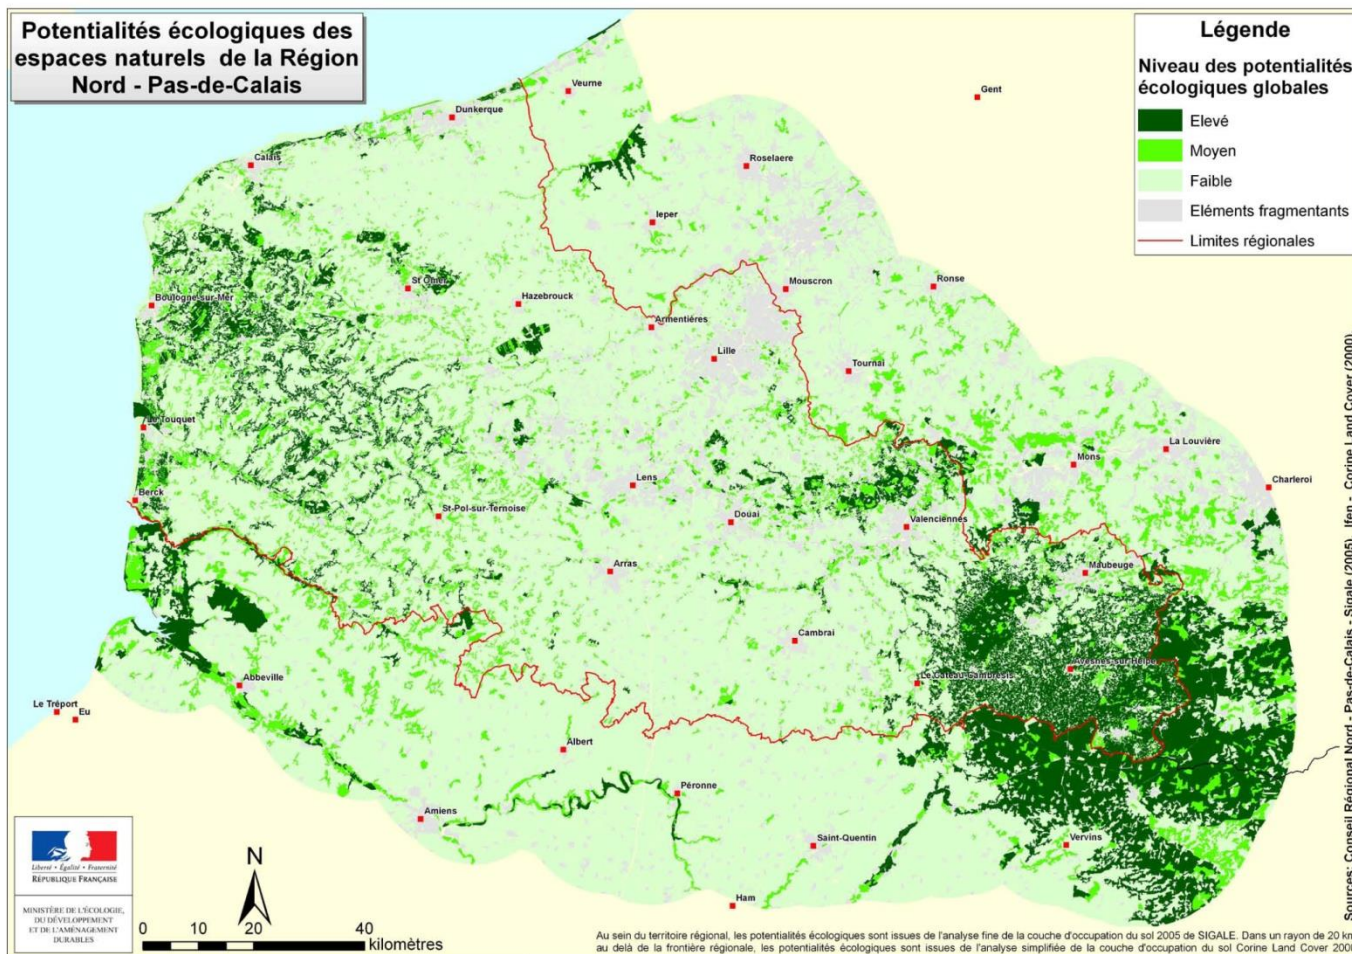 Potentialités écologiques des
espaces naturels de la Région
Nord - Pas-de-Calais
Légende
Niveau des potentialités
écologiques globales
Elevé
Moyen
Faible
Eléments fragmentants
Limites régionales
Veurne
Gent
Dunkerque
Calais
Roselaere
Ieper
St Omer
Hazebrouck
Mouscron
Ronse
Boulogne-sur-Mer
Armentières
Lille
Tournai
Le Touquet
La Louvière
Mons
Charleroi
Lens
Berck
St-Pol-sur-Ternoise
Douai
Valenciennes
Arras
Maubeuge
Cambrai
Avesnes-sur-Helpe
Le Cateau-Cambrésis
Abbeville
Le Tréport
Eu
Albert
Péronne
Amiens
Saint-Quentin
Vervins
Ham
Liberté • Égalité • Fraternité
RÉPUBLIQUE FRANÇAISE
MINISTÈRE DE L'ÉCOLOGIE,
DU DÉVELOPPEMENT
ET DE L'AMÉNAGEMENT
DURABLES
N
0 10 20 40
kilomètres
Sources: Conseil Régional Nord - Pas-de-Calais - Sigale (2005) Ifen - Corine Land Cover (2000)
Au sein du territoire régional, les potentialités écologiques sont issues de l'analyse fine de la couche d'occupation du sol 2005 de SIGALE. Dans un rayon de 20 km
au delà de la frontière régionale, les potentialités écologiques sont issues de l'analyse simplifiée de la couche d'occupation du sol Corine Land Cover 200